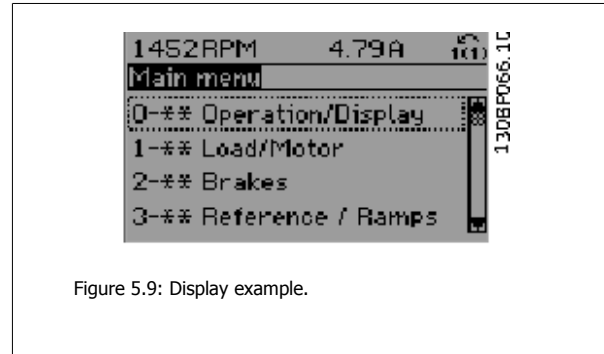 1452RPM 4.79A 1(1)
Main menu
0-** Operation/Display
1-** Load/Motor
2-** Brakes
3-** Reference / Ramps
130BP066.10
Figure 5.9: Display example.